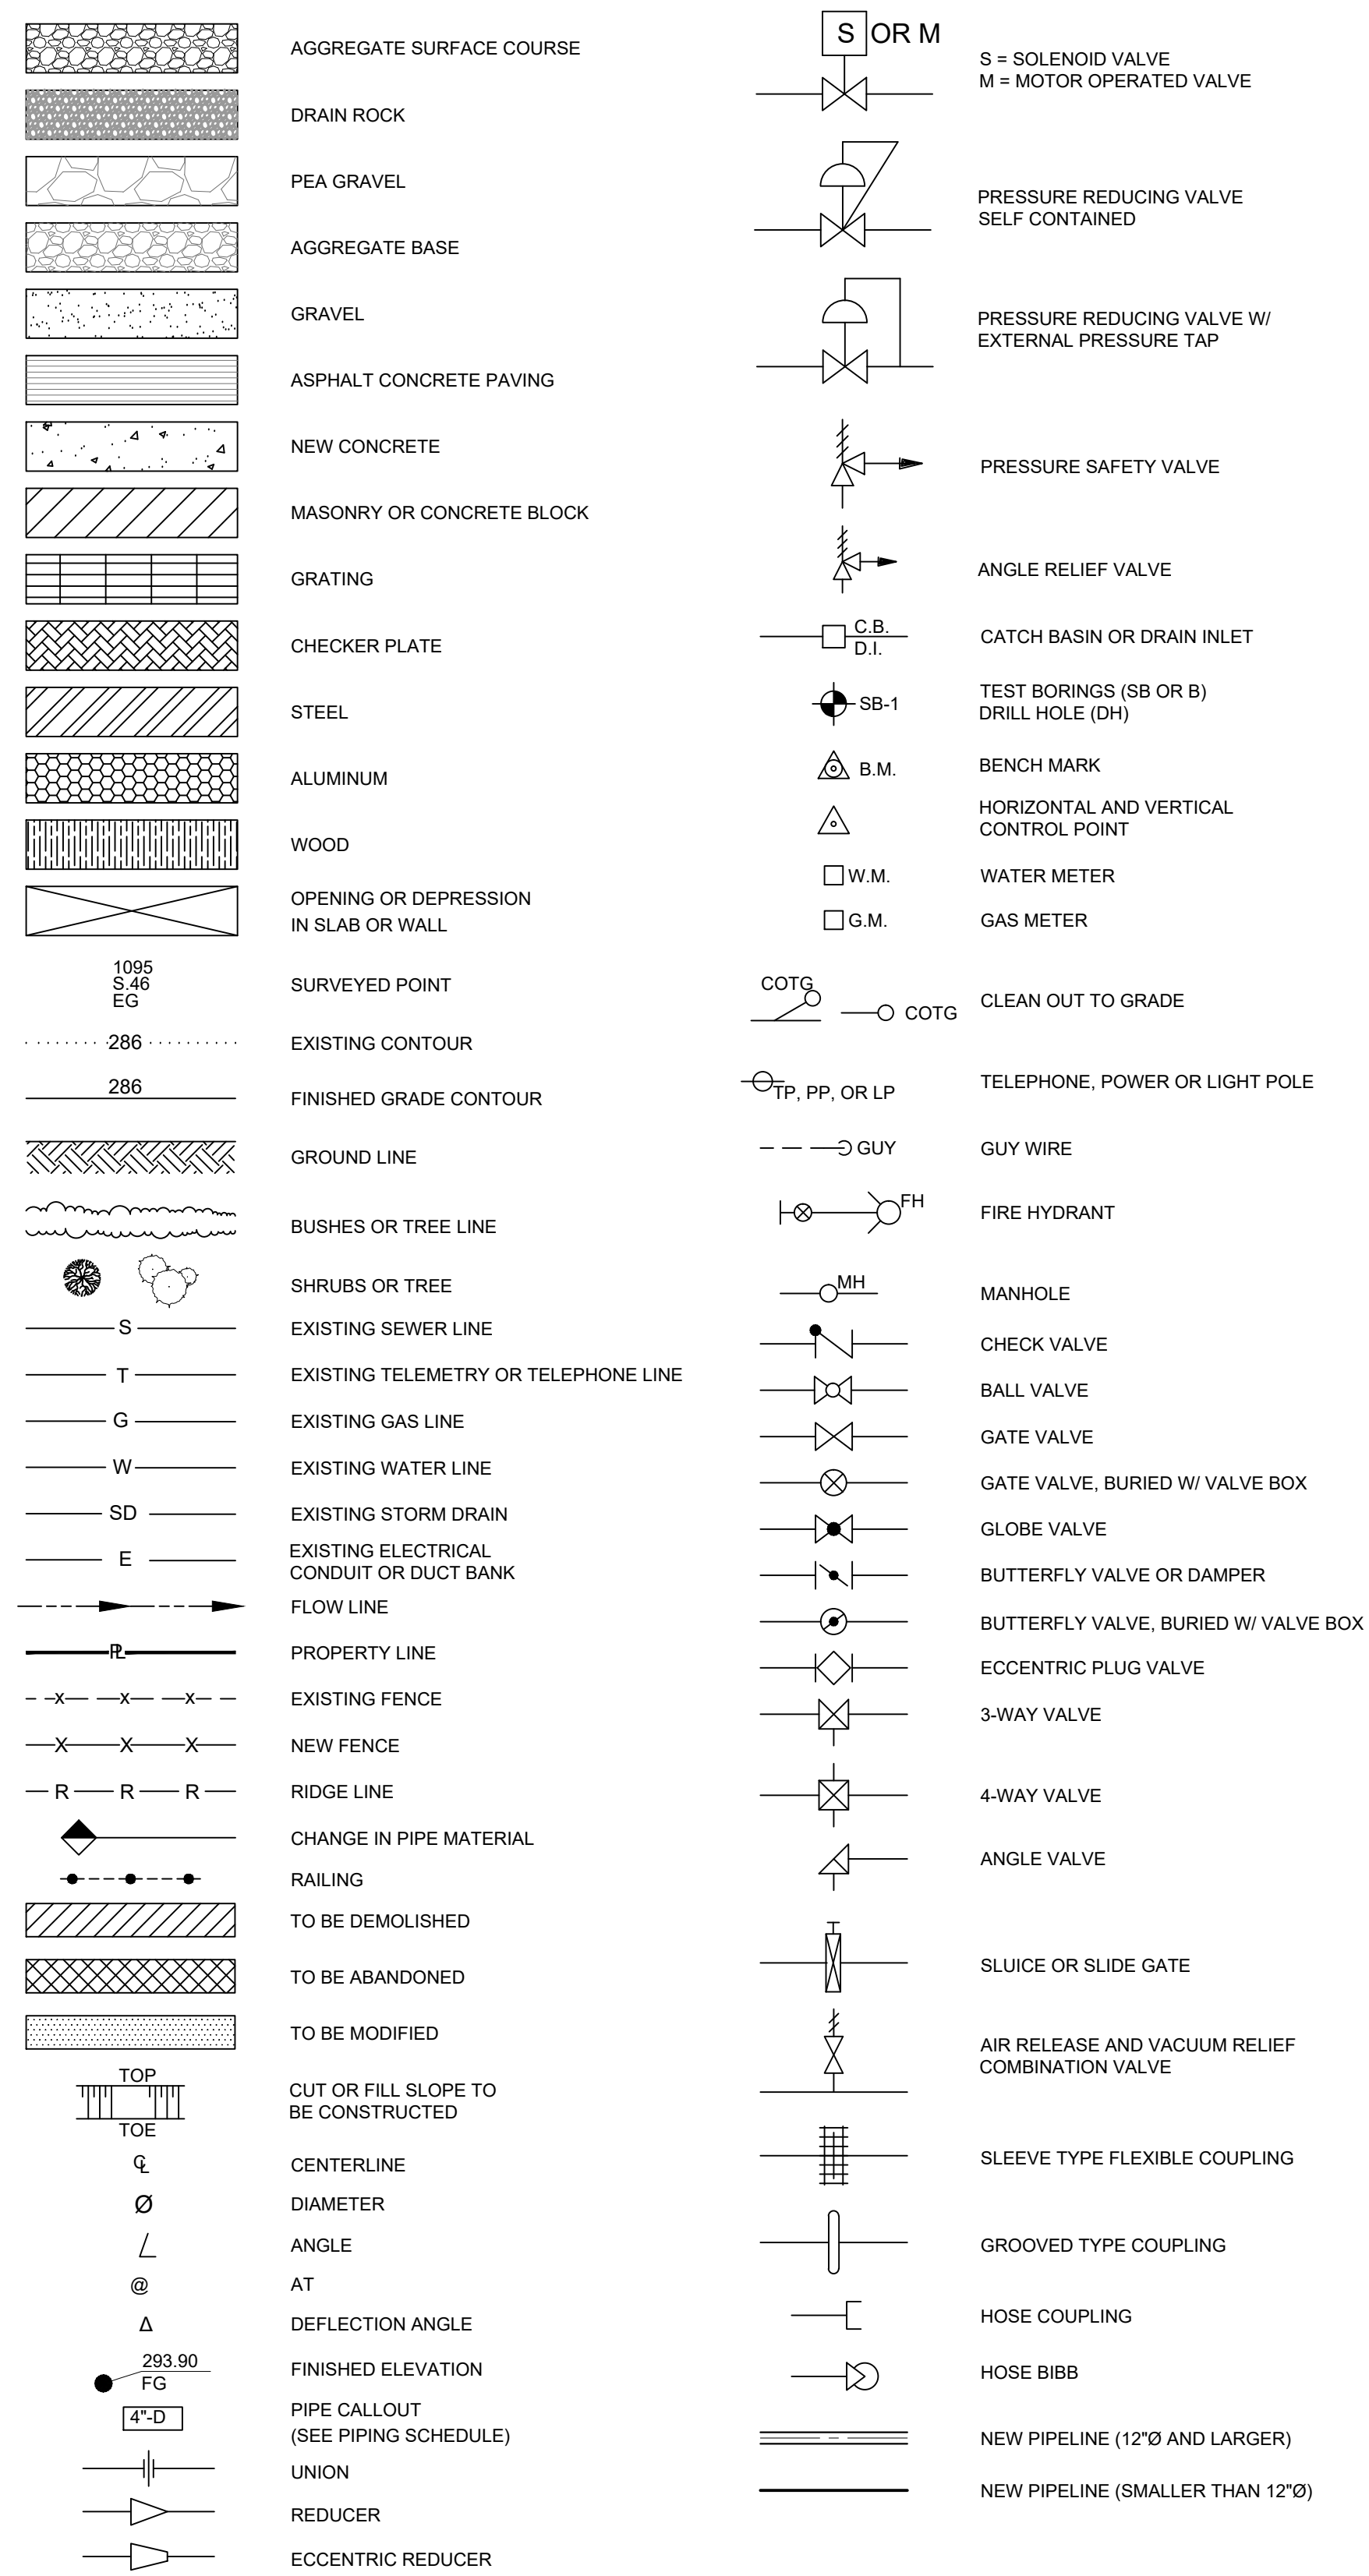 AGGREGATE SURFACE COURSE
DRAIN ROCK
PEA GRAVEL
AGGREGATE BASE
GRAVEL
ASPHALT CONCRETE PAVING
NEW CONCRETE
MASONRY OR CONCRETE BLOCK
GRATING
CHECKER PLATE
STEEL
ALUMINUM
WOOD
OPENING OR DEPRESSION
IN SLAB OR WALL
1095
S.46
EG
SURVEYED POINT
286
EXISTING CONTOUR
286
FINISHED GRADE CONTOUR
GROUND LINE
BUSHES OR TREE LINE
SHRUBS OR TREE
S
EXISTING SEWER LINE
T
EXISTING TELEMETRY OR TELEPHONE LINE
G
EXISTING GAS LINE
W
EXISTING WATER LINE
SD
EXISTING STORM DRAIN
E
EXISTING ELECTRICAL
CONDUIT OR DUCT BANK
FLOW LINE
PL
PROPERTY LINE
x x x
EXISTING FENCE
X X X
NEW FENCE
R R R
RIDGE LINE
CHANGE IN PIPE MATERIAL
RAILING
TO BE DEMOLISHED
TO BE ABANDONED
TO BE MODIFIED
TOP
TOE
CUT OR FILL SLOPE TO
BE CONSTRUCTED
CL
CENTERLINE
Ø
DIAMETER
ANGLE
@
AT
Δ
DEFLECTION ANGLE
293.90
FG
FINISHED ELEVATION
4"-D
PIPE CALLOUT
(SEE PIPING SCHEDULE)
UNION
REDUCER
ECCENTRIC REDUCER
S OR M
S = SOLENOID VALVE
M = MOTOR OPERATED VALVE
PRESSURE REDUCING VALVE
SELF CONTAINED
PRESSURE REDUCING VALVE W/
EXTERNAL PRESSURE TAP
PRESSURE SAFETY VALVE
ANGLE RELIEF VALVE
C.B.
D.I.
CATCH BASIN OR DRAIN INLET
SB-1
TEST BORINGS (SB OR B)
DRILL HOLE (DH)
B.M.
BENCH MARK
HORIZONTAL AND VERTICAL
CONTROL POINT
W.M.
WATER METER
G.M.
GAS METER
COTG
COTG
CLEAN OUT TO GRADE
TP, PP, OR LP
TELEPHONE, POWER OR LIGHT POLE
GUY
GUY WIRE
FH
FIRE HYDRANT
MH
MANHOLE
CHECK VALVE
BALL VALVE
GATE VALVE
GATE VALVE, BURIED W/ VALVE BOX
GLOBE VALVE
BUTTERFLY VALVE OR DAMPER
BUTTERFLY VALVE, BURIED W/ VALVE BOX
ECCENTRIC PLUG VALVE
3-WAY VALVE
4-WAY VALVE
ANGLE VALVE
SLUICE OR SLIDE GATE
AIR RELEASE AND VACUUM RELIEF
COMBINATION VALVE
SLEEVE TYPE FLEXIBLE COUPLING
GROOVED TYPE COUPLING
HOSE COUPLING
HOSE BIBB
NEW PIPELINE (12"Ø AND LARGER)
NEW PIPELINE (SMALLER THAN 12"Ø)